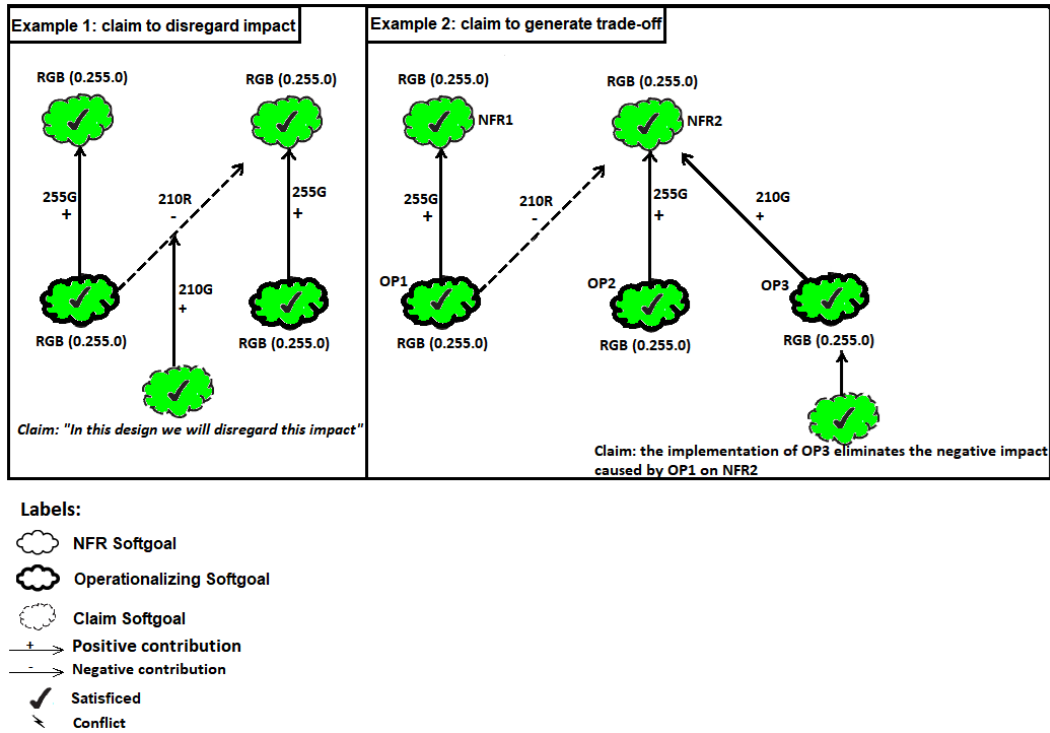 Example 1: claim to disregard impact
RGB (0.255.0)
RGB (0.255.0)
255G
+
210R
-
255G
+
210G
+
RGB (0.255.0)
RGB (0.255.0)
Claim: "In this design we will disregard this impact"
Example 2: claim to generate trade-off
RGB (0.255.0)
RGB (0.255.0)
NFR1
NFR2
255G
+
210R
-
255G
+
210G
+
OP1
OP2
OP3
RGB (0.255.0)
RGB (0.255.0)
RGB (0.255.0)
Claim: the implementation of OP3 eliminates the negative impact
caused by OP1 on NFR2
Labels:
NFR Softgoal
Operationalizing Softgoal
Claim Softgoal
+ Positive contribution
- Negative contribution
Satisficed
Conflict